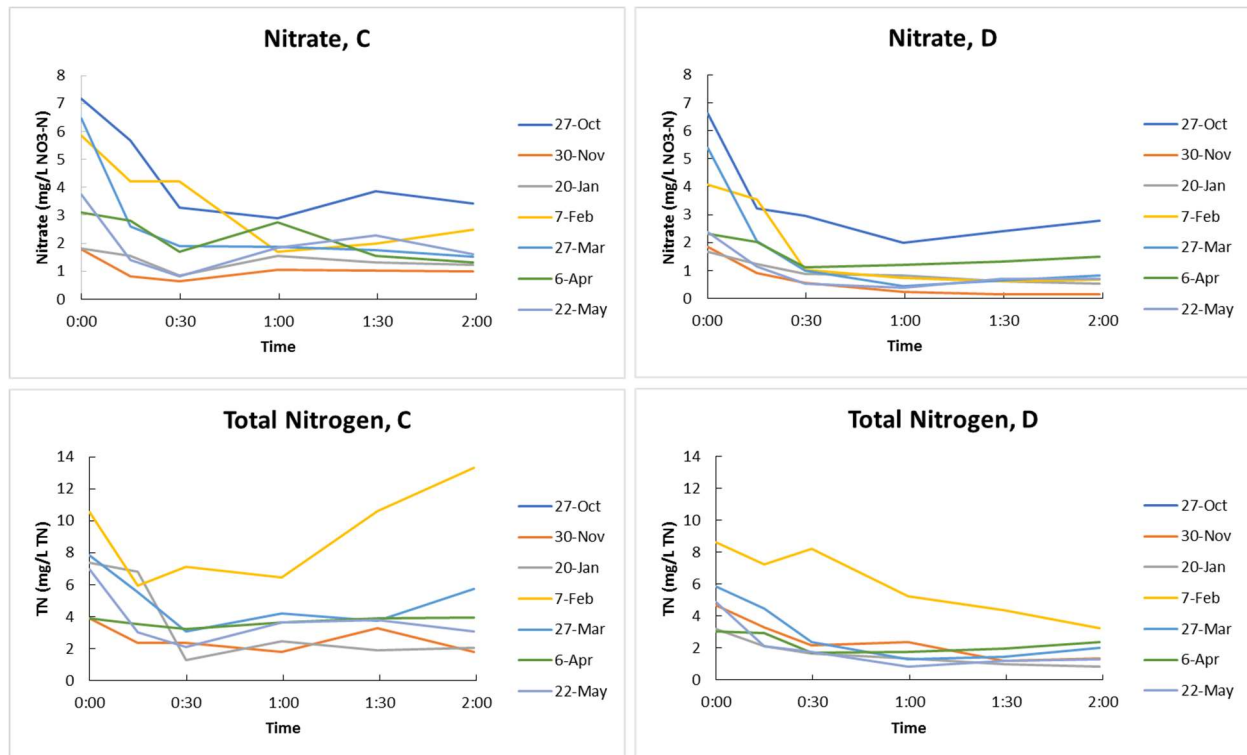 Nitrate, C
Nitrate (mg/L NO3-N)
8
7
6
5
4
3
2
1
0
0:00 0:30 1:00 1:30 2:00
Time
27-Oct
30-Nov
20-Jan
7-Feb
27-Mar
6-Apr
22-May
Nitrate, D
Nitrate (mg/L NO3-N)
8
7
6
5
4
3
2
1
0
0:00 0:30 1:00 1:30 2:00
Time
27-Oct
30-Nov
20-Jan
7-Feb
27-Mar
6-Apr
22-May
Total Nitrogen, C
TN (mg/L TN)
14
12
10
8
6
4
2
0
0:00 0:30 1:00 1:30 2:00
Time
27-Oct
30-Nov
20-Jan
7-Feb
27-Mar
6-Apr
22-May
Total Nitrogen, D
TN (mg/L TN)
14
12
10
8
6
4
2
0
0:00 0:30 1:00 1:30 2:00
Time
27-Oct
30-Nov
20-Jan
7-Feb
27-Mar
6-Apr
22-May